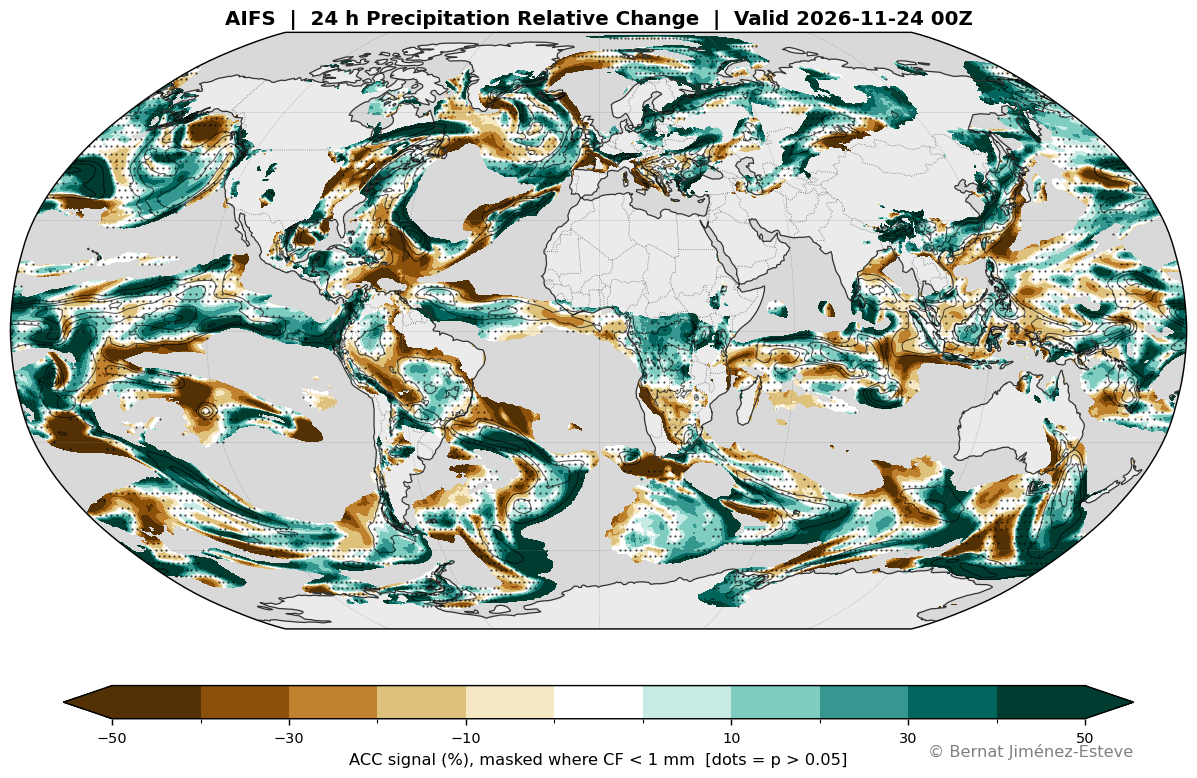 AIFS | 24 h Precipitation Relative Change | Valid 2026-11-24 00Z
−50 −30 −10 10 30 50
© Bernat Jiménez-Esteve
ACC signal (%), masked where CF < 1 mm [dots = p > 0.05]